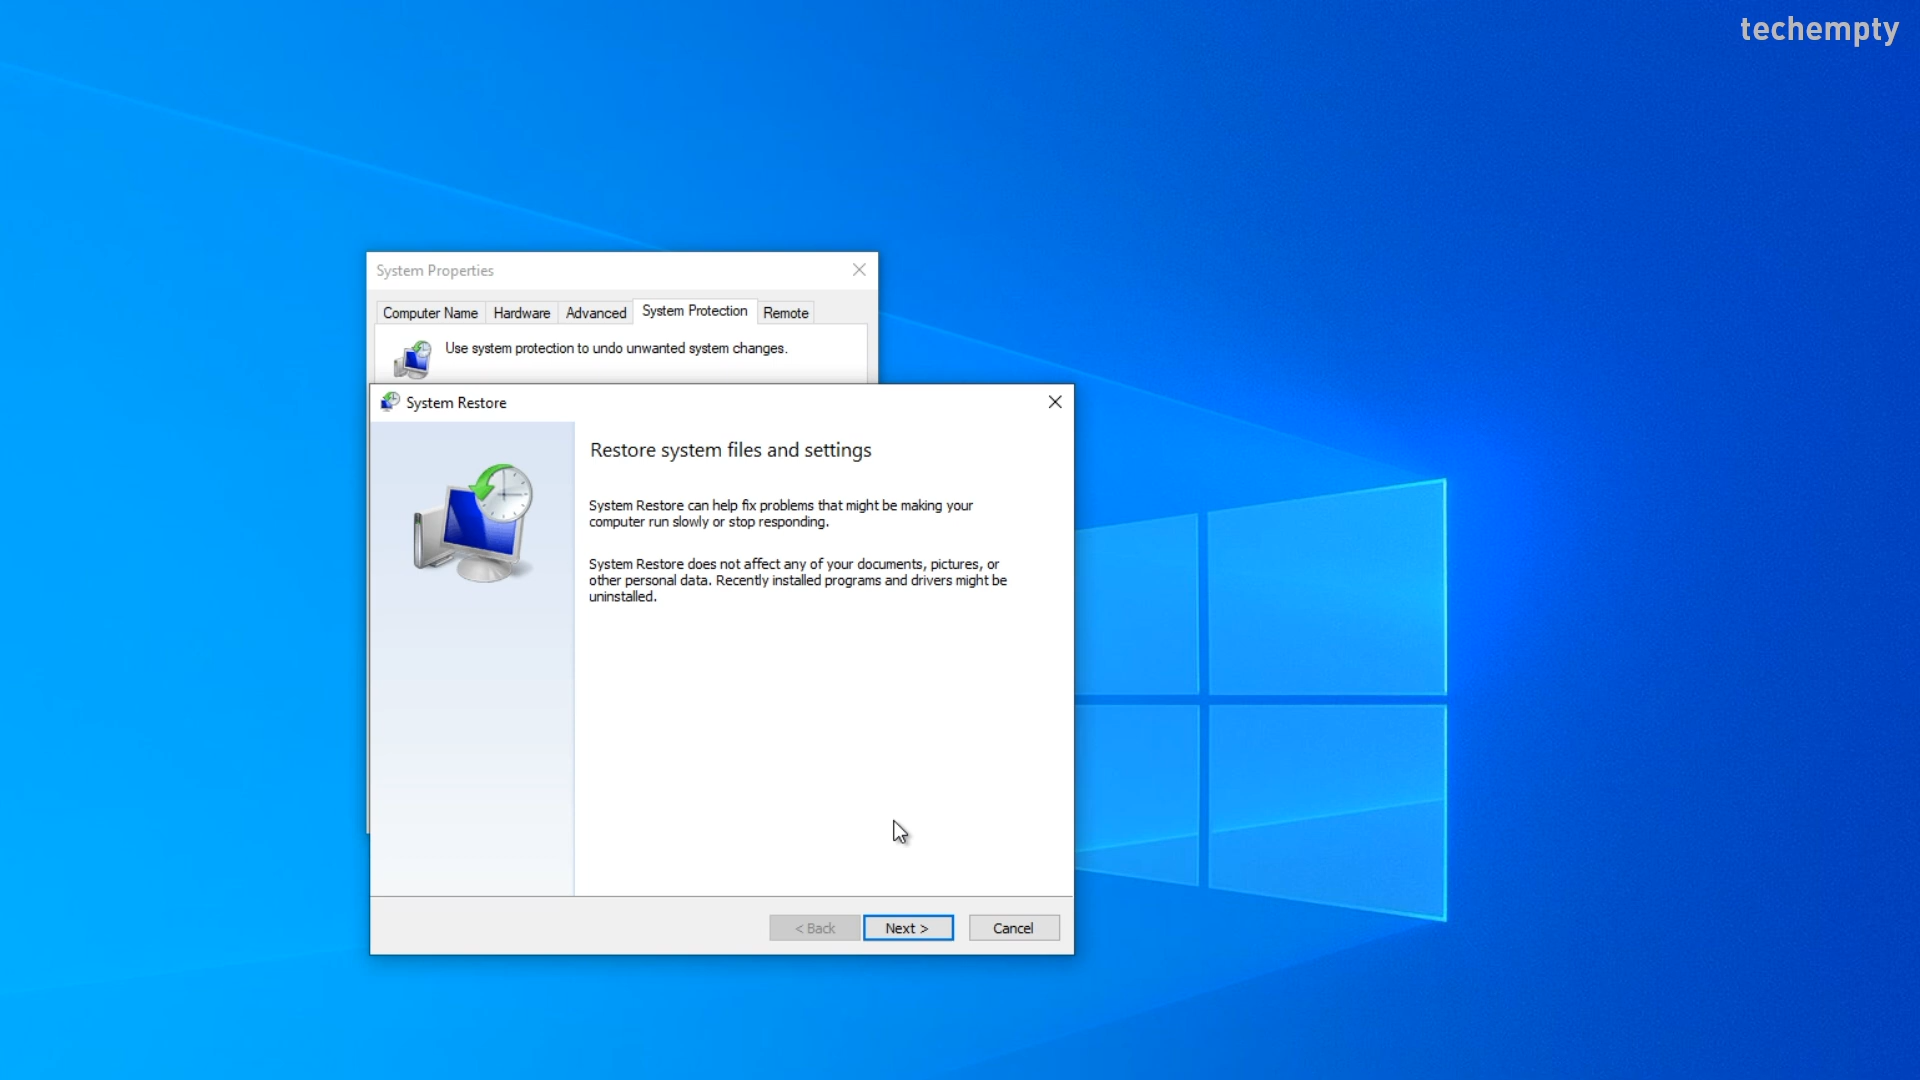 techempty
System Properties
Computer Name Hardware Advanced System Protection Remote
Use system protection to undo unwanted system changes.
System Restore
Restore system files and settings
System Restore can help fix problems that might be making your
computer run slowly or stop responding.
System Restore does not affect any of your documents, pictures, or
other personal data. Recently installed programs and drivers might be
uninstalled.
< Back Next > Cancel